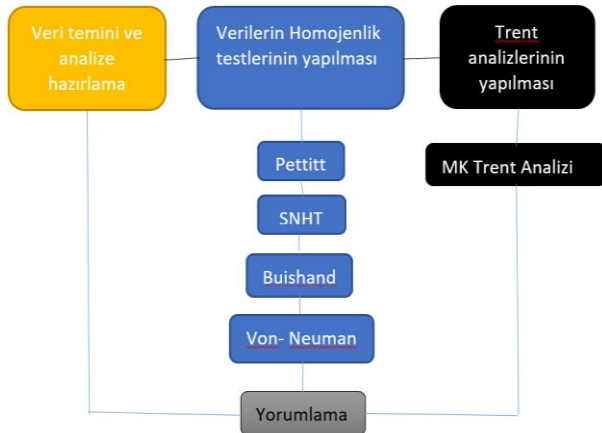 Veri temini ve
analize
hazırlama
Verilerin Homojenlik
testlerinin yapılması
Trent
analizlerinin
yapılması
Pettitt
MK Trent Analizi
SNHT
Buishand
Von- Neuman
Yorumlama